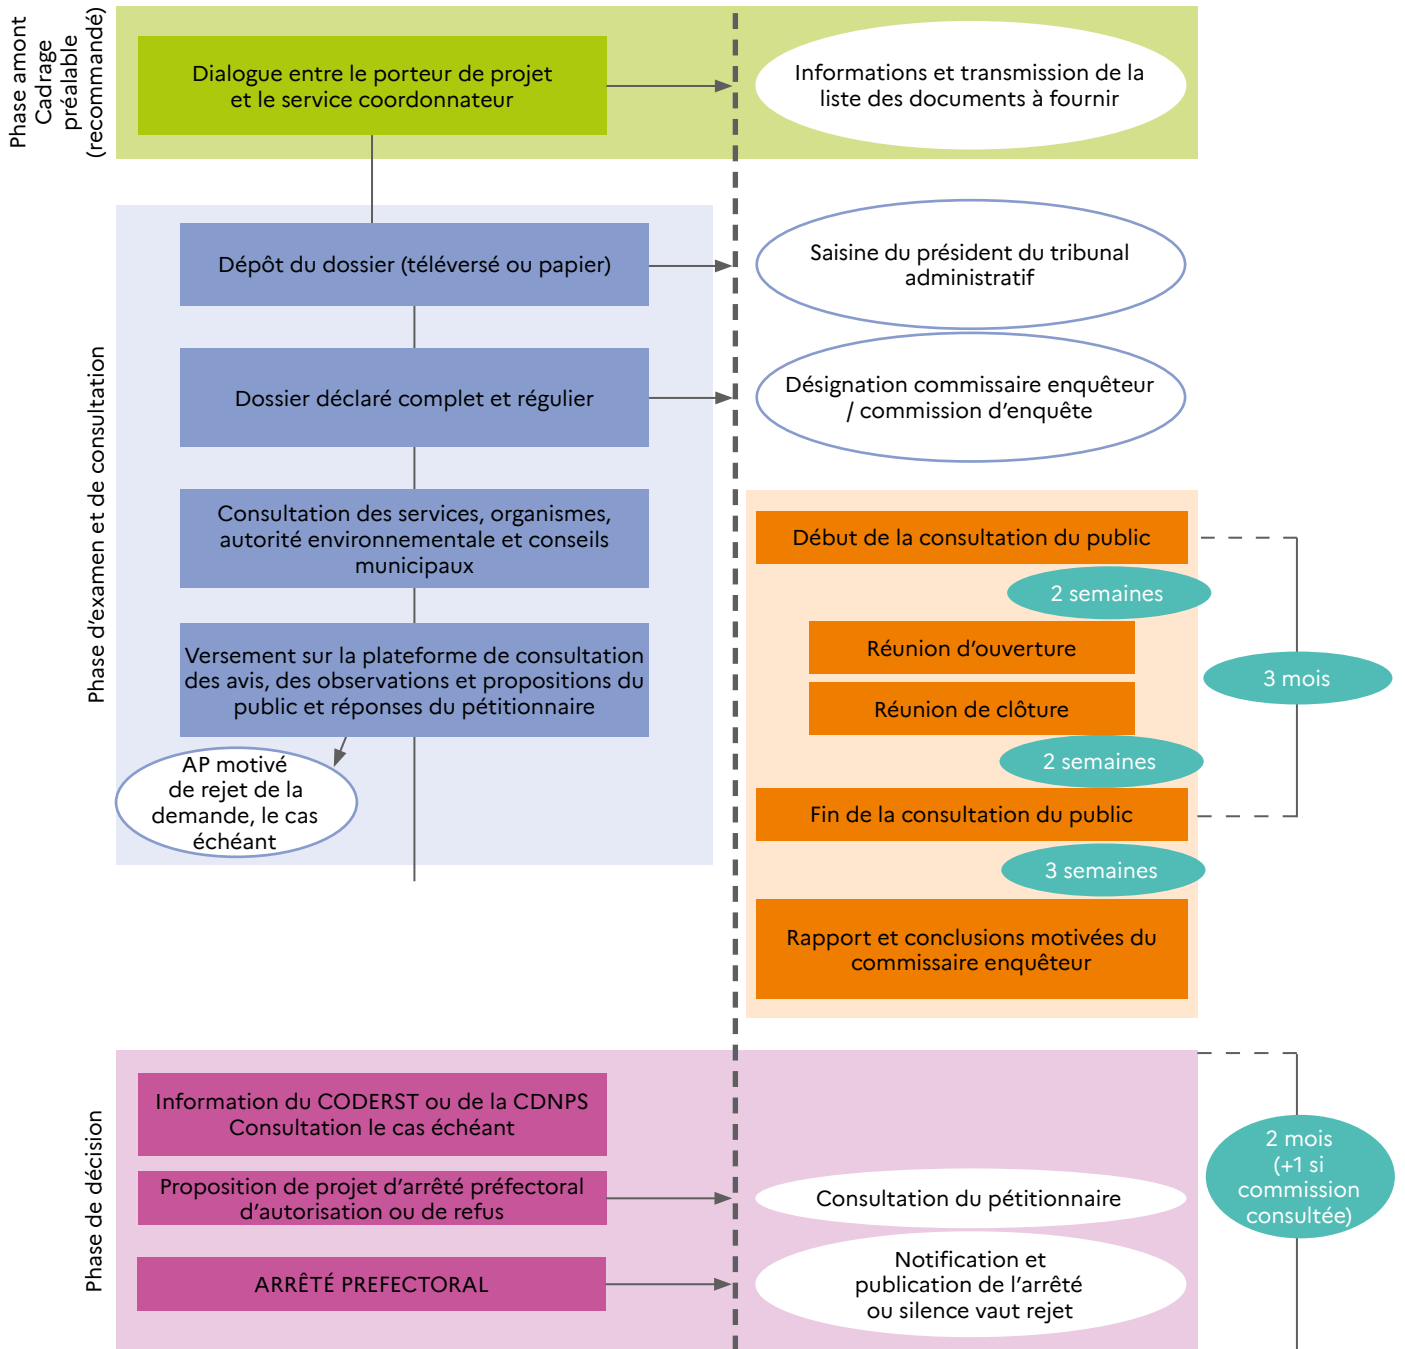 Phase amont
Cadrage
préalable
(recommandé)
Dialogue entre le porteur de projet
et le service coordonnateur
Informations et transmission de la
liste des documents à fournir
Phase d'examen et de consultation
Dépôt du dossier (téléversé ou papier)
Saisine du président du tribunal
administratif
Dossier déclaré complet et régulier
Désignation commissaire enquêteur
/ commission d'enquête
Consultation des services, organismes,
autorité environnementale et conseils
municipaux
Versement sur la plateforme de consultation
des avis, des observations et propositions du
public et réponses du pétitionnaire
AP motivé
de rejet de la
demande, le cas
échéant
Début de la consultation du public
2 semaines
Réunion d'ouverture
Réunion de clôture
2 semaines
Fin de la consultation du public
3 mois
3 semaines
Rapport et conclusions motivées du
commissaire enquêteur
Phase de décision
Information du CODERST ou de la CDNPS
Consultation le cas échéant
Proposition de projet d'arrêté préfectoral
d'autorisation ou de refus
Consultation du pétitionnaire
ARRÊTÉ PREFECTORAL
Notification et
publication de l'arrêté
ou silence vaut rejet
2 mois
(+1 si
commission
consultée)